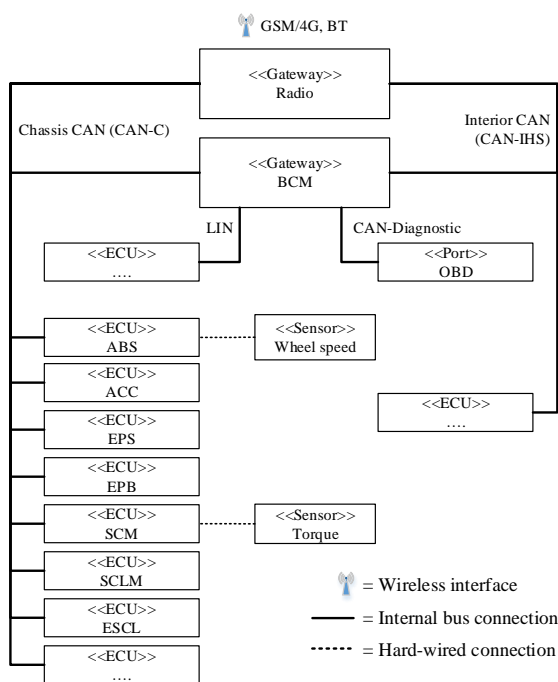 GSM/4G, BT
<<Gateway>>
Radio
Chassis CAN (CAN-C)
Interior CAN
(CAN-IHS)
<<Gateway>>
BCM
LIN
CAN-Diagnostic
<<ECU>>
....
<<Port>>
OBD
<<ECU>>
ABS
<<Sensor>>
Wheel speed
<<ECU>>
ACC
<<ECU>>
....
<<ECU>>
EPS
<<ECU>>
EPB
<<ECU>>
SCM
<<Sensor>>
Torque
<<ECU>>
SCLM
<<ECU>>
ESCL
<<ECU>>
....
= Wireless interface
= Internal bus connection
= Hard-wired connection